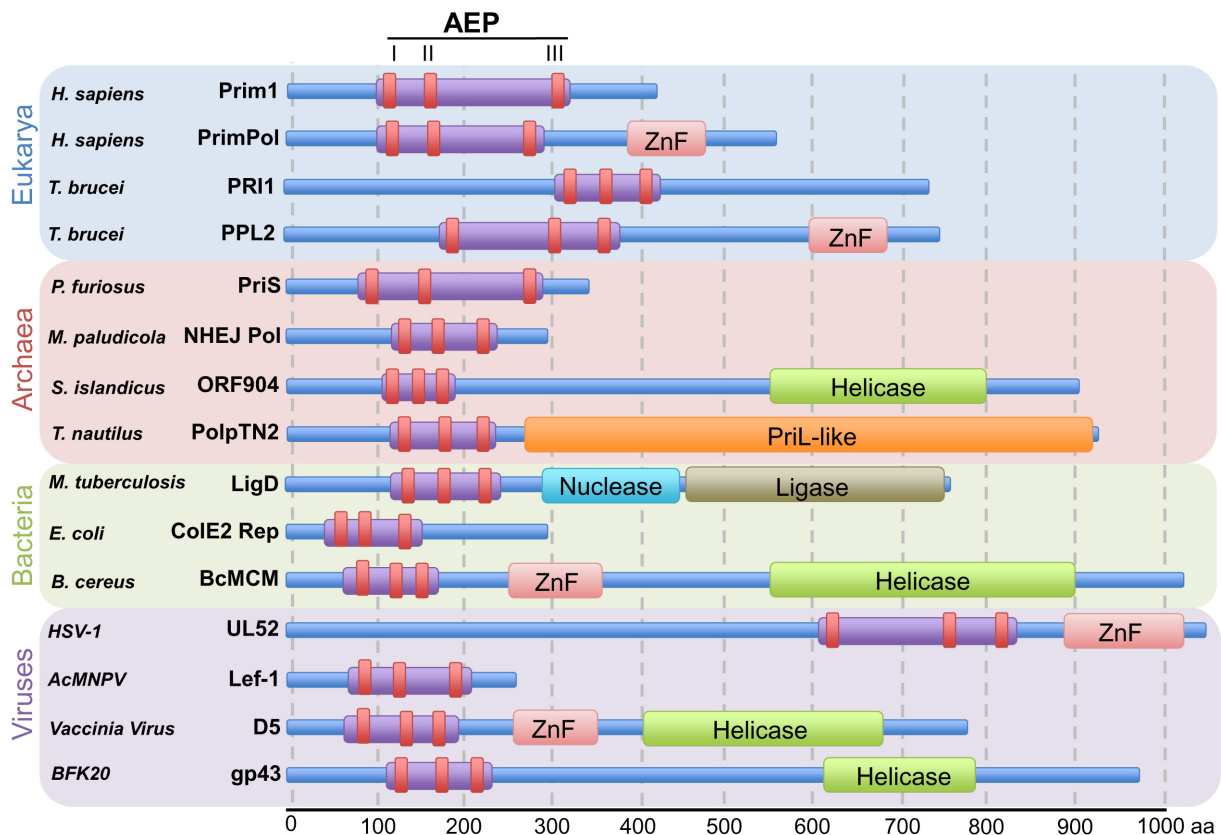 AEP
I II III
Eukarya
H. sapiens Prim1
H. sapiens PrimPol ZnF
T. brucei PRI1
T. brucei PPL2 ZnF
Archaea
P. furiosus PriS
M. paludicola NHEJ Pol
S. islandicus ORF904 Helicase
T. nautilus PolpTN2 PriL-like
Bacteria
M. tuberculosis LigD Nuclease Ligase
E. coli ColE2 Rep
B. cereus BcMCM ZnF Helicase
Viruses
HSV-1 UL52 ZnF
AcMNPV Lef-1
Vaccinia Virus D5 ZnF Helicase
BFK20 gp43 Helicase
0 100 200 300 400 500 600 700 800 900 1000 aa